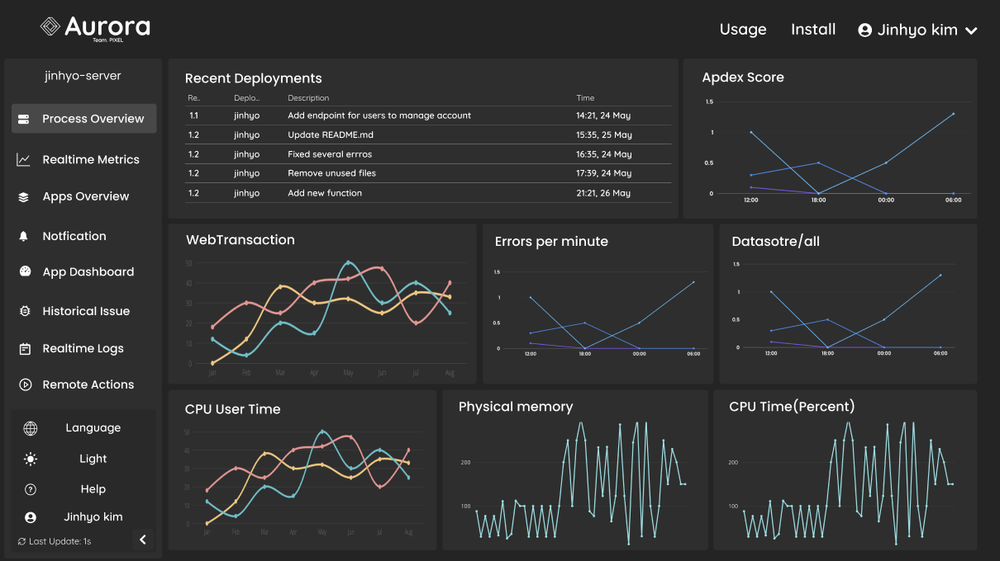 Aurora
Team. PIXEL
Usage Install Jinhyo kim
jinhyo-server
Process Overview
Realtime Metrics
Apps Overview
Notfication
App Dashboard
Historical Issue
Realtime Logs
Remote Actions
Language
Light
Help
Jinhyo kim
Last Update: 1s
Recent Deployments
Re.. Deplo... Description Time
1.1 jinhyo Add endpoint for users to manage account 14:21, 24 May
1.2 jinhyo Update README.md 15:35, 25 May
1.2 jinhyo Fixed several errros 16:35, 24 May
1.2 jinhyo Remove unused files 17:39, 24 May
1.2 jinhyo Add new function 21:21, 26 May
Apdex Score
1.5
1
0.5
0
12:00 18:00 00:00 06:00
WebTransaction
50
40
30
20
10
0
Jan Feb Mar Apr May Jun Jul Aug
Errors per minute
1.5
1
0.5
0
12:00 18:00 00:00 06:00
Datasotre/all
1.5
1
0.5
0
12:00 18:00 00:00 06:00
CPU User Time
50
40
30
20
10
0
Jan Feb Mar Apr May Jun Jul Aug
Physical memory
200
100
CPU Time(Percent)
200
100